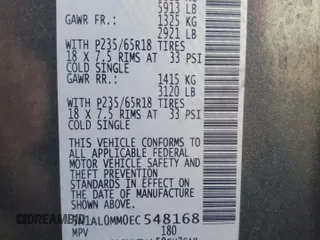 5913 LB
GAWR FR.: 1325 KG
2921 LB
WITH P235/65R18 TIRES
18 X 7.5 RIMS AT 33 PSI
COLD SINGLE
GAWR RR.: 1415 KG
3120 LB
WITH P235/65R18 TIRES
18 X 7.5 RIMS AT 33 PSI
COLD SINGLE
THIS VEHICLE CONFORMS TO
ALL APPLICABLE FEDERAL
MOTOR VEHICLE SAFETY AND
THEFT PREVENTION
STANDARDS IN EFFECT ON
THE DATE OF MANUFACTURE
SHOWN ABOVE.
5N1AL0MM0EC548168
MPV 180